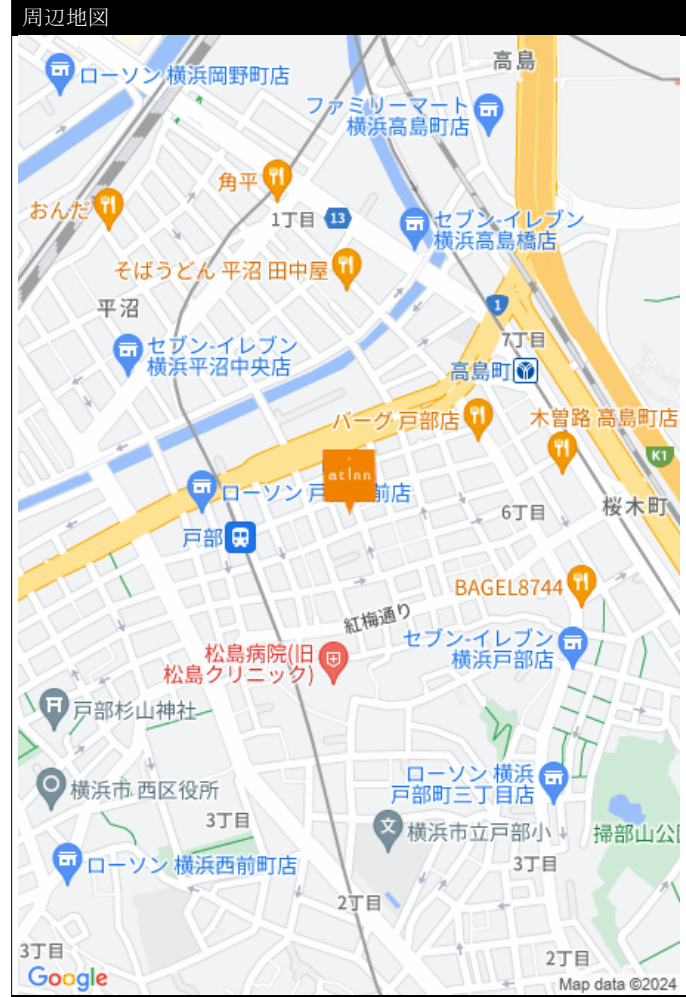 周辺地図
高島
ローソン 横浜岡野町店
ファミリーマート
横浜高島町店
角平
おんだ
1丁目
13
セブン-イレブン
横浜高島橋店
そばうどん 平沼 田中屋
平沼
1
7丁目
セブン-イレブン
横浜平沼中央店
高島町
バーグ 戸部店
木曽路 高島町店
K1
at inn
ローソン 戸
前店
6丁目
桜木町
戸部
BAGEL8744
紅梅通り
セブン-イレブン
横浜戸部店
松島病院(旧
松島クリニック)
戸部杉山神社
横浜市 西区役所
ローソン 横浜
戸部町三丁目店
3丁目
文
横浜市立戸部小
掃部山公
3丁目
ローソン 横浜西前町店
2丁目
3丁目
2丁目
Google
Map data ©2024